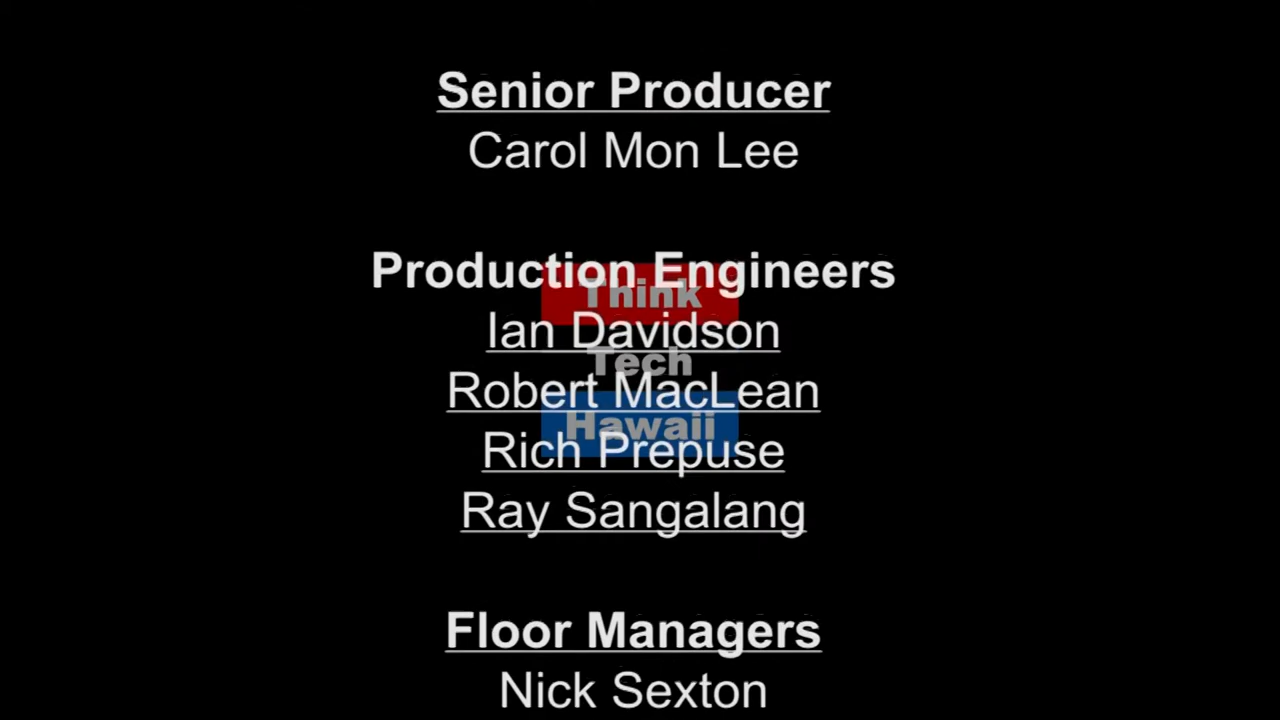 Senior Producer
Carol Mon Lee
Production Engineers
Think
Ian Davidson
Tech
Robert MacLean
Hawaii
Rich Prepuse
Ray Sangalang
Floor Managers
Nick Sexton